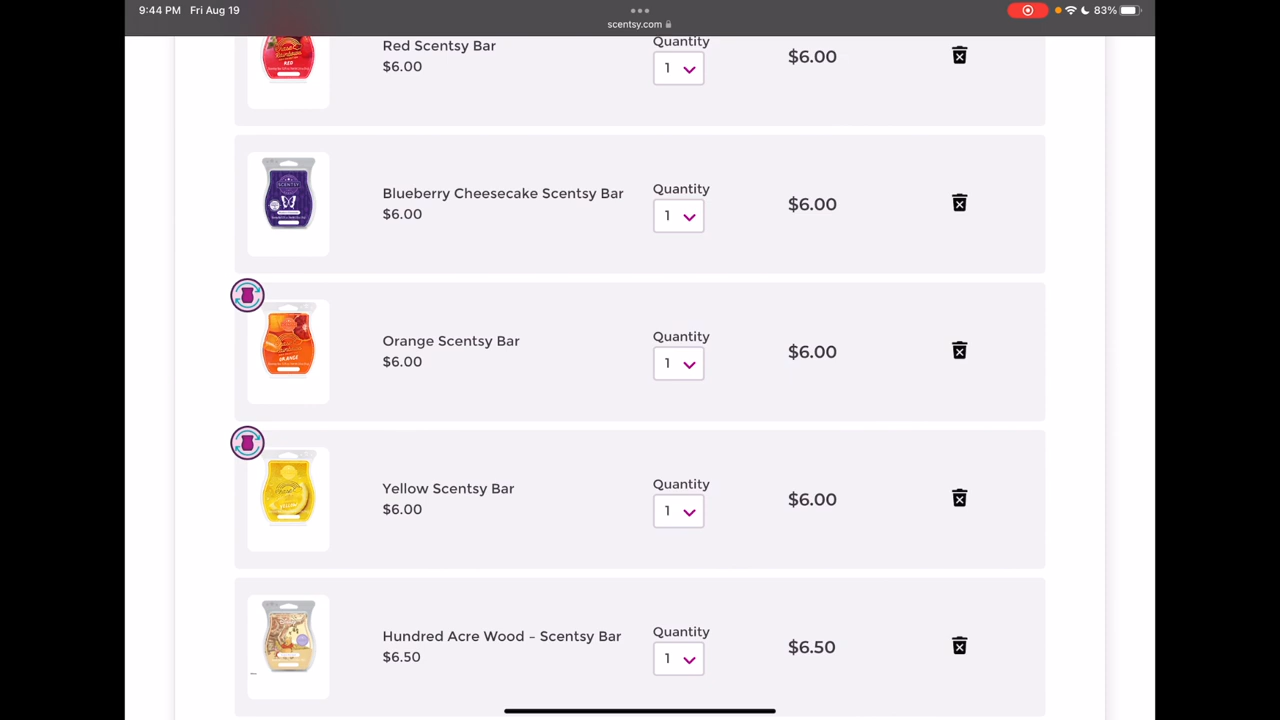 9:44 PM Fri Aug 19
83%
scentsy.com
Red Scentsy Bar
$6.00
Quantity
1
$6.00
RED
SCENTSY
Blueberry Cheesecake Scentsy Bar
$6.00
Quantity
1
$6.00
ORANGE
Orange Scentsy Bar
$6.00
Quantity
1
$6.00
Yellow Scentsy Bar
$6.00
Quantity
1
$6.00
Hundred Acre Wood – Scentsy Bar
$6.50
Quantity
1
$6.50